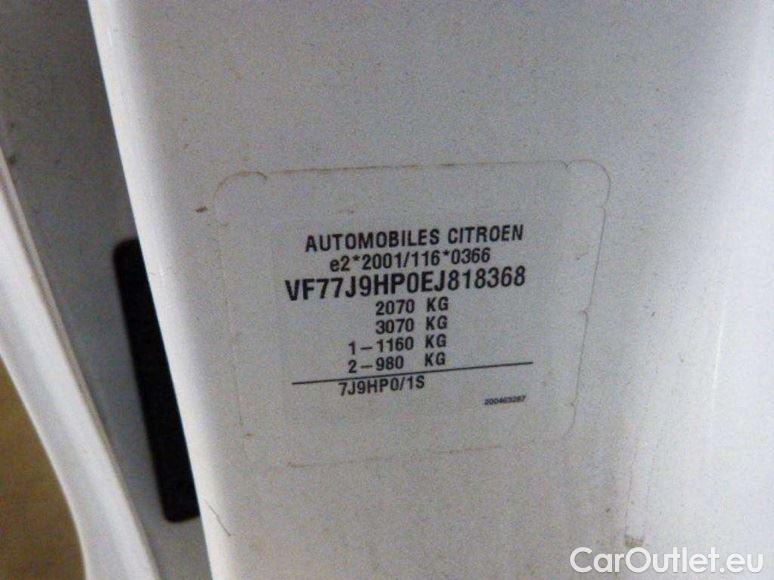 AUTOMOBILES CITROEN
e2*2001/116*0366
VF77J9HP0EJ818368
2070 KG
3070 KG
1-1160 KG
2-980 KG
7J9HP0/1S
200463287
CarOutlet.eu